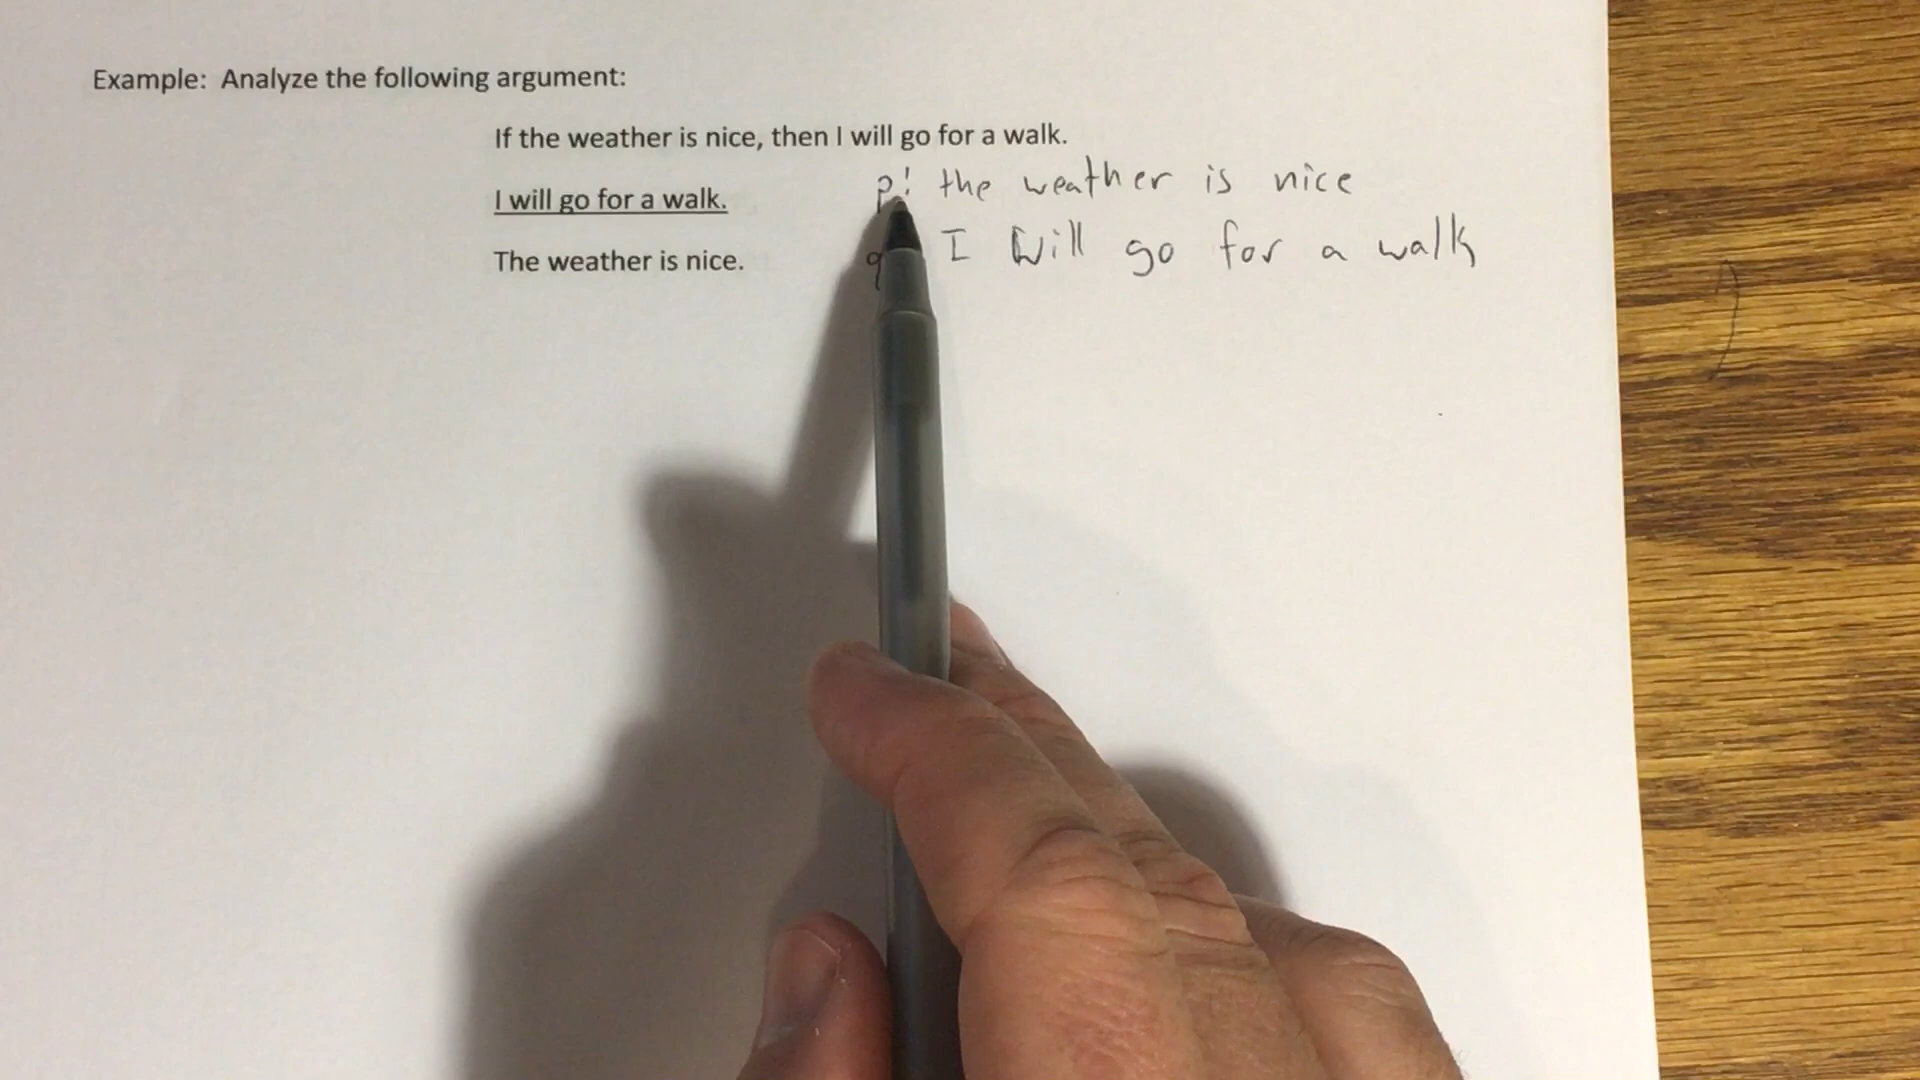 Example: Analyze the following argument:
If the weather is nice, then I will go for a walk.
I will go for a walk.
The weather is nice.
p: the weather is nice
q I will go for a walk